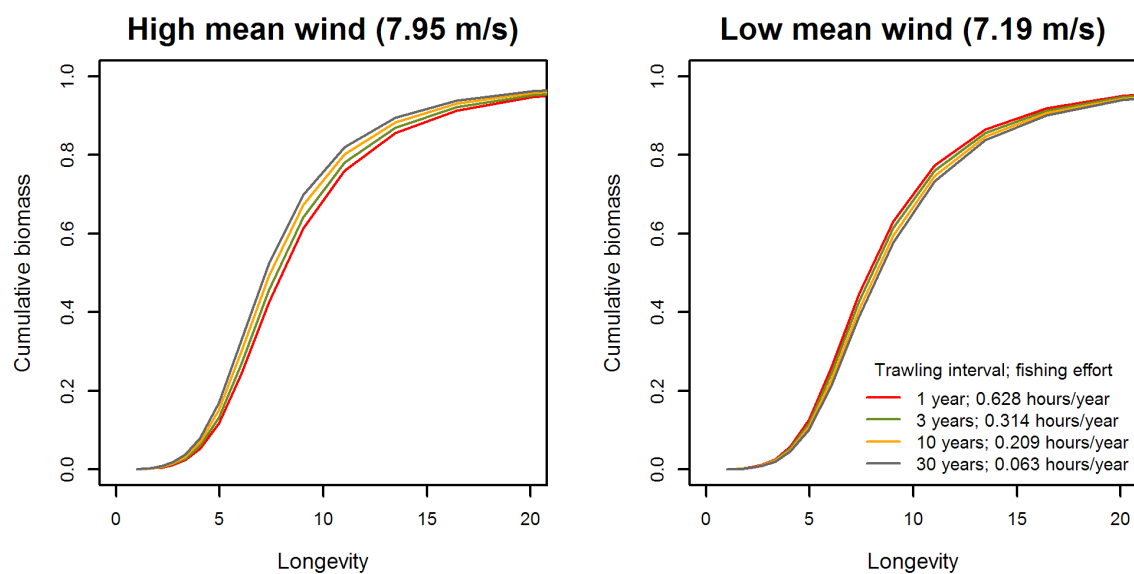 High mean wind (7.95 m/s)
Cumulative biomass
1.0
0.8
0.6
0.4
0.2
0.0
0 5 10 15 20
Longevity
Low mean wind (7.19 m/s)
Cumulative biomass
1.0
0.8
0.6
0.4
0.2
0.0
Trawling interval; fishing effort
1 year; 0.628 hours/year
3 years; 0.314 hours/year
10 years; 0.209 hours/year
30 years; 0.063 hours/year
0 5 10 15 20
Longevity